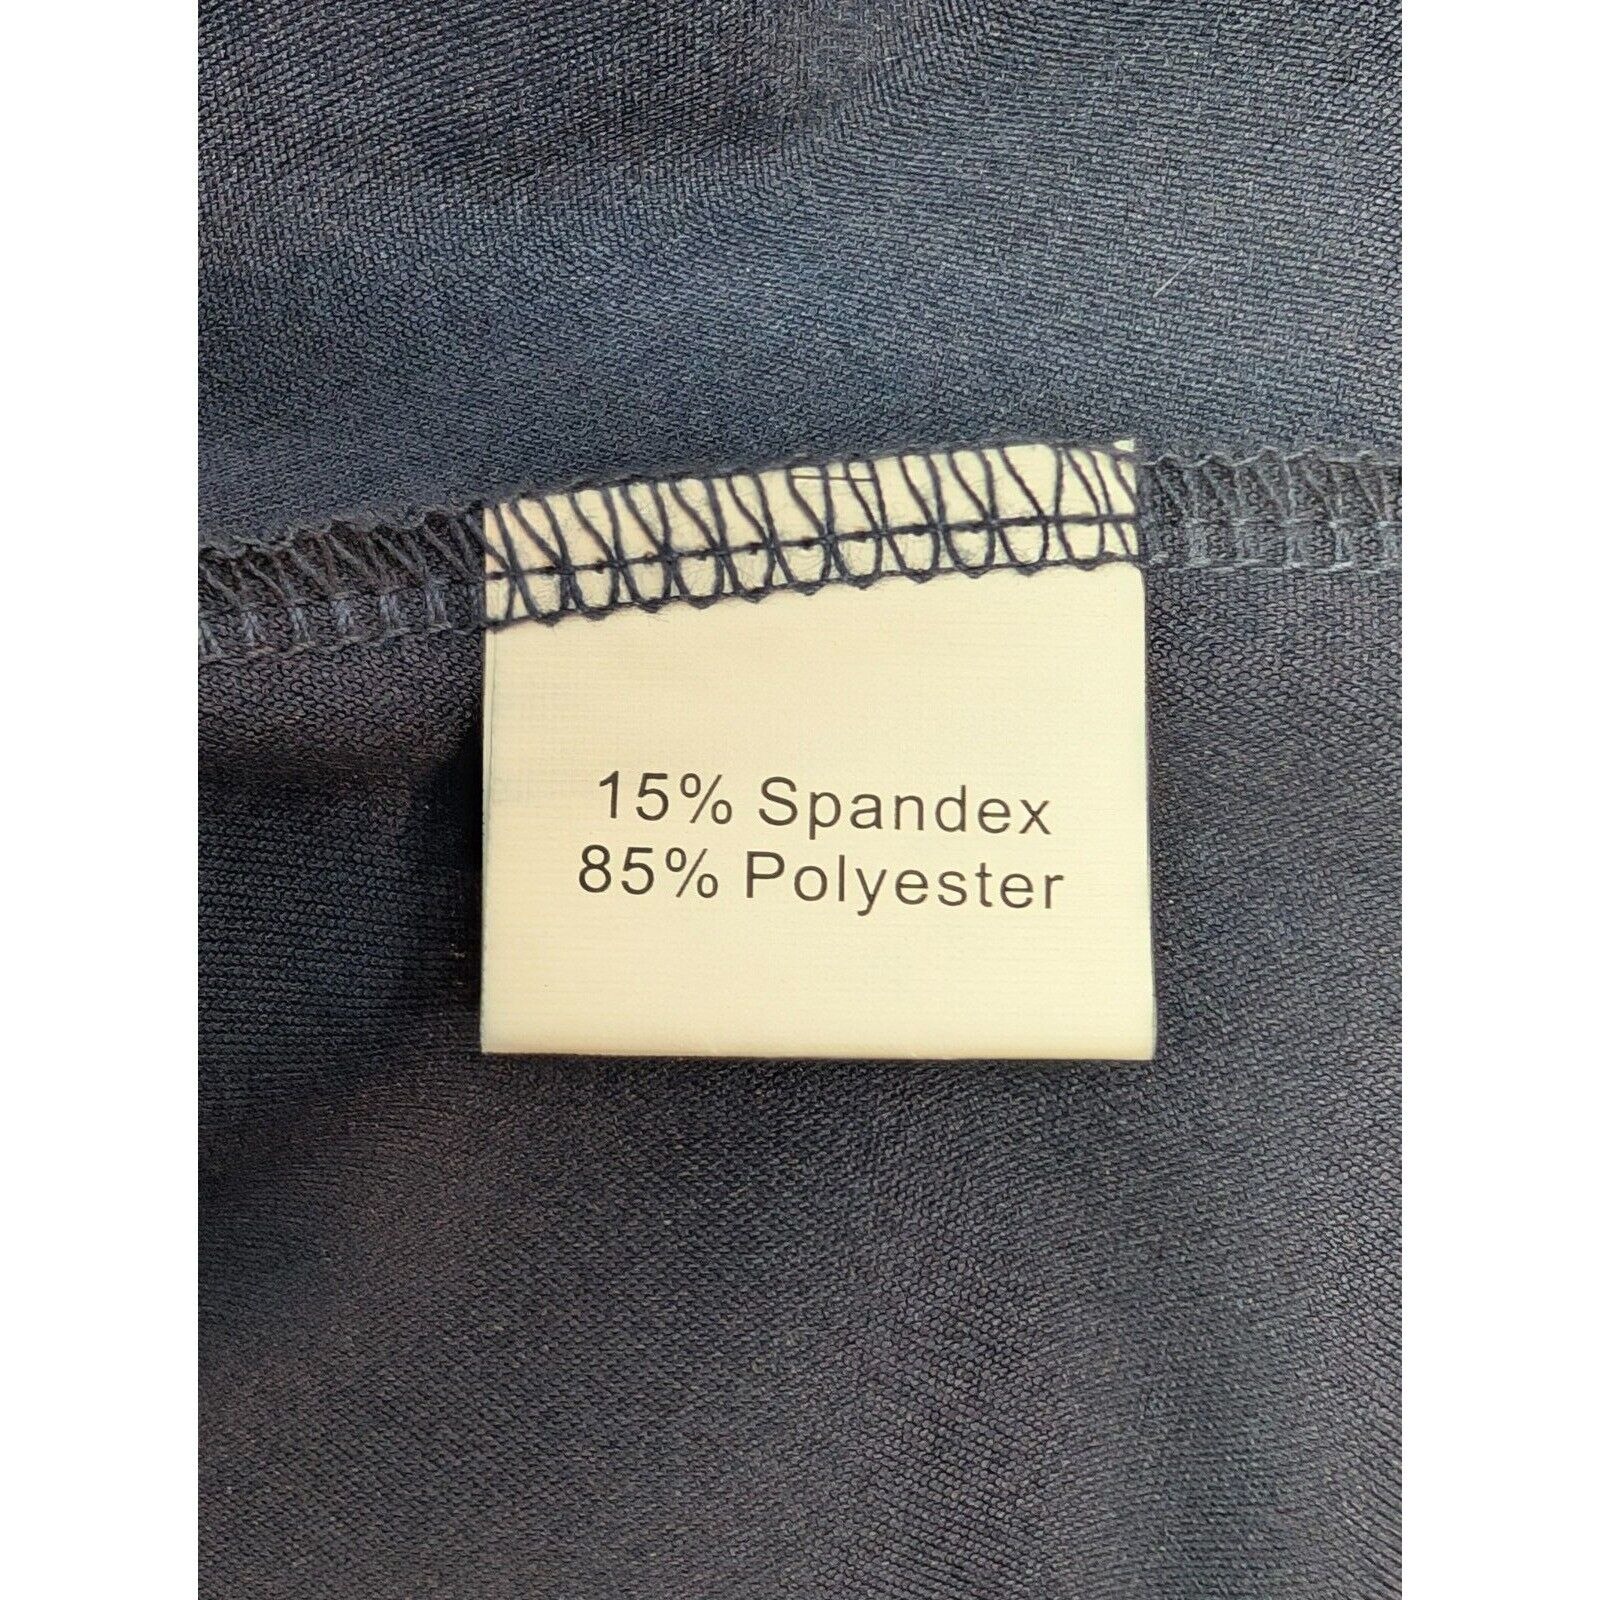 15% Spandex
85% Polyester